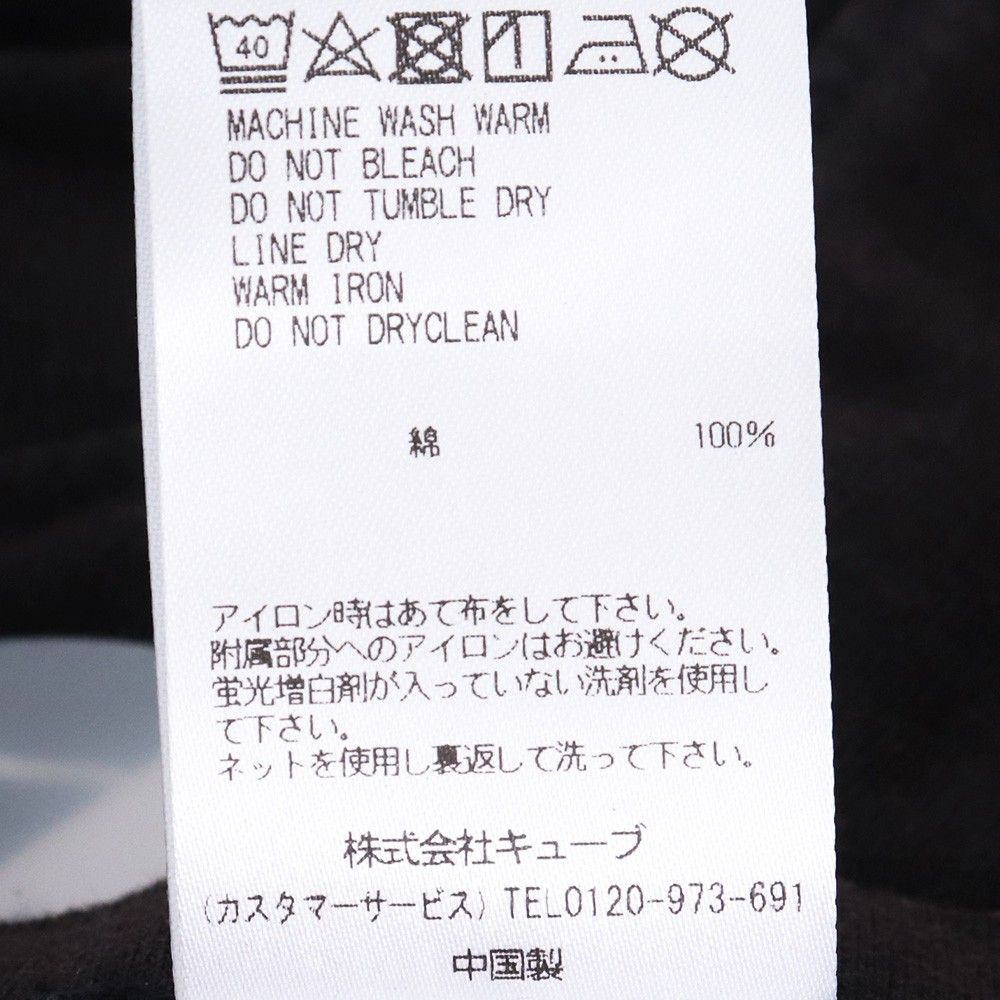 40
MACHINE WASH WARM
DO NOT BLEACH
DO NOT TUMBLE DRY
LINE DRY
WARM IRON
DO NOT DRYCLEAN
綿 100%
アイロン時はあて布をして下さい。
附属部分へのアイロンはお避けください。
蛍光増白剤が入っていない洗剤を使用し
て下さい。
ネットを使用し裏返して洗って下さい。
株式会社キューブ
(カスタマーサービス) TEL0120-973-691
中国製